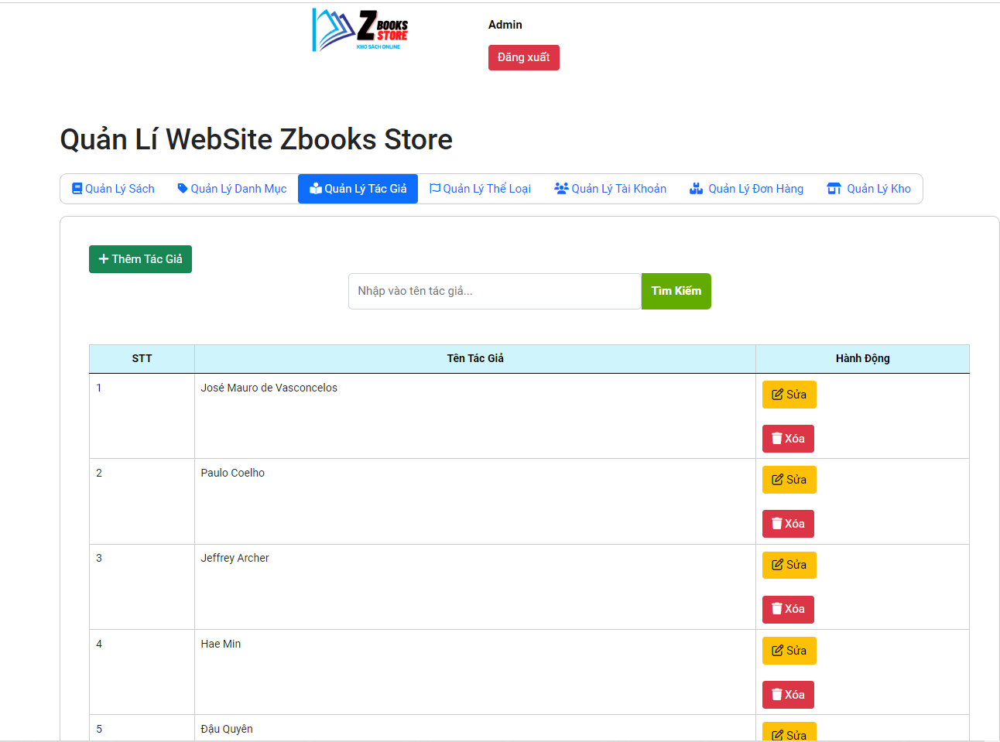 Z BOOKS STORE
KHO SÁCH ONLINE
Admin
Đăng xuất
Quản Lí WebSite Zbooks Store
Quản Lý Sách Quản Lý Danh Mục Quản Lý Tác Giả Quản Lý Thể Loại Quản Lý Tài Khoản Quản Lý Đơn Hàng Quản Lý Kho
Thêm Tác Giả
Nhập vào tên tác giả... Tìm Kiếm
STT Tên Tác Giả Hành Động
1 José Mauro de Vasconcelos Sửa
Xóa
2 Paulo Coelho Sửa
Xóa
3 Jeffrey Archer Sửa
Xóa
4 Hae Min Sửa
Xóa
5 Đậu Quyên Sửa